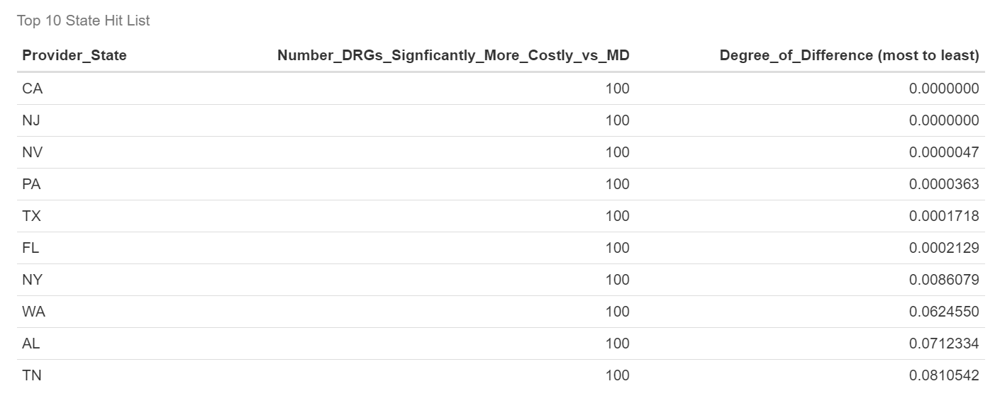 Top 10 State Hit List
Provider_State Number_DRGs_Signficantly_More_Costly_vs_MD Degree_of_Difference (most to least)
CA 100 0.0000000
NJ 100 0.0000000
NV 100 0.0000047
PA 100 0.0000363
TX 100 0.0001718
FL 100 0.0002129
NY 100 0.0086079
WA 100 0.0624550
AL 100 0.0712334
TN 100 0.0810542